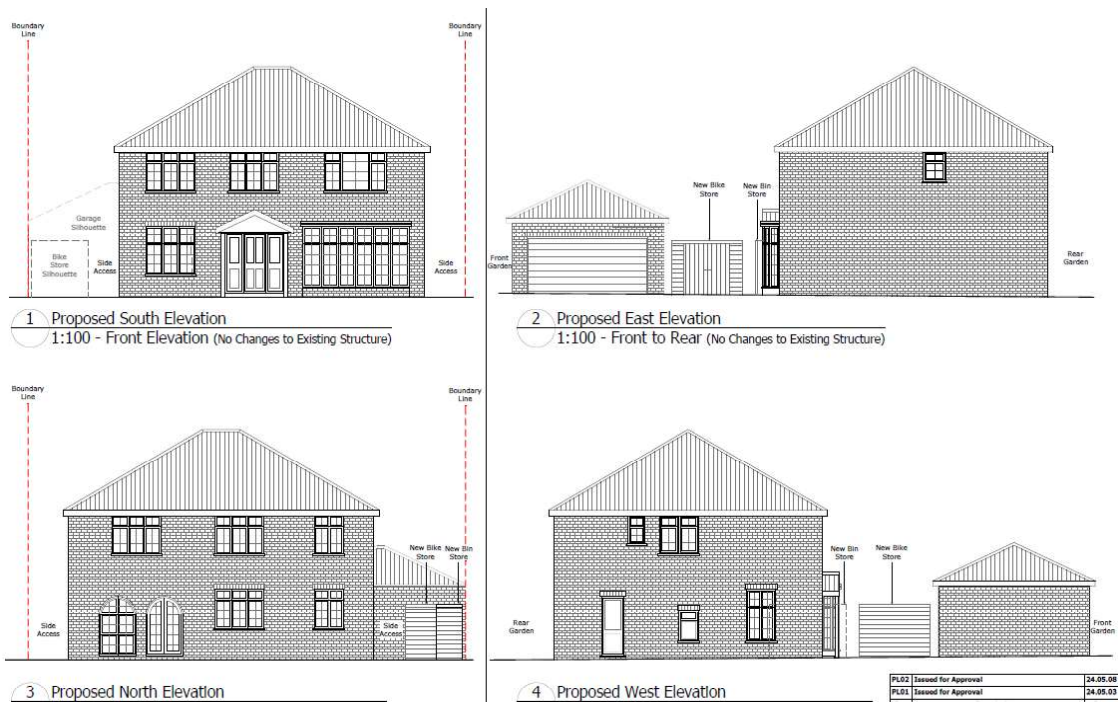 Boundary
Line
Boundary
Line
Garage
Silhouette
Bike
Store
Silhouette
Side
Access
Side
Access
1 Proposed South Elevation
1:100 - Front Elevation (No Changes to Existing Structure)
New Bike
Store
New Bin
Store
Front
Garden
Rear
Garden
2 Proposed East Elevation
1:100 - Front to Rear (No Changes to Existing Structure)
Boundary
Line
Boundary
Line
New Bike
Store
New Bin
Store
Side
Access
Side
Access
3 Proposed North Elevation
New Bin
Store
New Bike
Store
Rear
Garden
Front
Garden
4 Proposed West Elevation
PL02 Issued for Approval 24.05.08
PL01 Issued for Approval 24.05.03